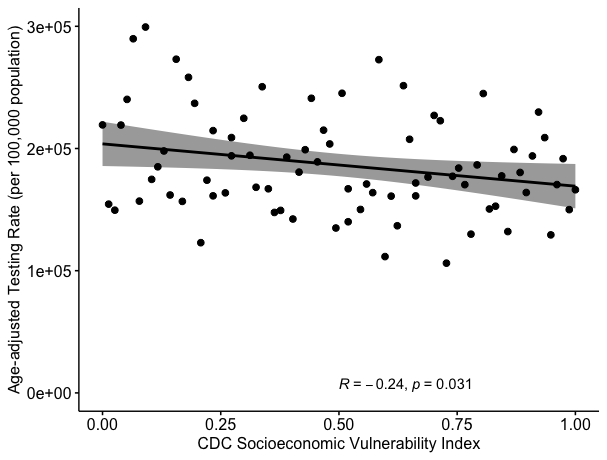 Age-adjusted Testing Rate (per 100,000 population)
3e+05
2e+05
1e+05
0e+00
R = −0.24, p = 0.031
0.00 0.25 0.50 0.75 1.00
CDC Socioeconomic Vulnerability Index